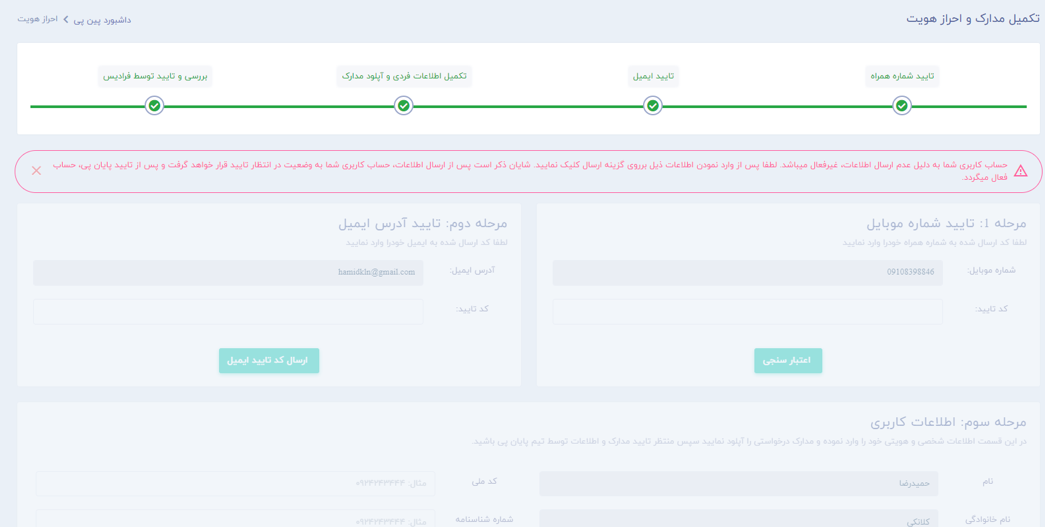 تکمیل مدارک و احراز هویت
داشبورد پین پی
احراز هویت
تایید شماره همراه
تایید ایمیل
تکمیل اطلاعات فردی و آپلود مدارک
بررسی و تایید توسط فرادیس
حساب کاربری شما به دلیل عدم ارسال اطلاعات، غیرفعال میباشد. لطفا پس از وارد نمودن اطلاعات ذیل برروی گزینه ارسال کلیک نمایید. شایان ذکر است پس از ارسال اطلاعات، حساب کاربری شما به وضعیت در انتظار تایید قرار خواهد گرفت و پس از تایید پایان پی، حساب
فعال میگردد.
مرحله 1: تایید شماره موبایل
لطفا کد ارسال شده به شماره همراه خودرا وارد نمایید
شماره موبایل:
09108398846
کد تایید:
اعتبار سنجی
مرحله دوم: تایید آدرس ایمیل
لطفا کد ارسال شده به ایمیل خودرا وارد نمایید
آدرس ایمیل:
hamidkln@gmail.com
کد تایید:
ارسال کد تایید ایمیل
مرحله سوم: اطلاعات کاربری
در این قسمت اطلاعات شخصی و هویتی خود را وارد نموده و مدارک درخواستی را آپلود نمایید سپس منتظر تایید مدارک و اطلاعات توسط تیم پایان پی باشید.
نام
حمیدرضا
کد ملی
مثال: ۰۹۲۴۲۴۳۴۴۴
نام خانوادگی
کلانکی
شماره شناسنامه
مثال: ۰۹۲۴۲۴۳۴۴۴